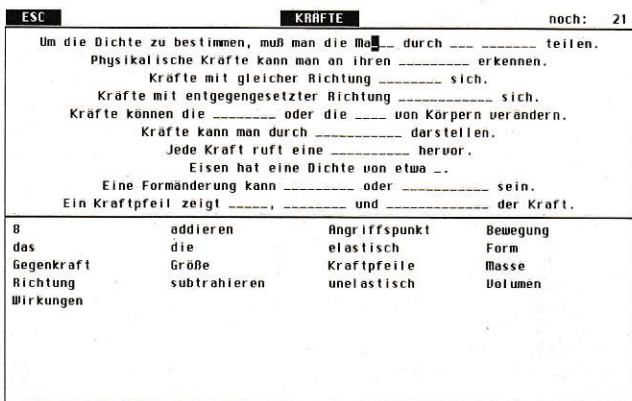 ESC KRÄFTE noch: 21
Um die Dichte zu bestimmen, muß man die Ma___ durch ___ _______ teilen.
Physikalische Kräfte kann man an ihren _________ erkennen.
Kräfte mit gleicher Richtung ________ sich.
Kräfte mit entgegengesetzter Richtung ____________ sich.
Kräfte können die ________ oder die ____ von Körpern verändern.
Kräfte kann man durch ___________ darstellen.
Jede Kraft ruft eine __________ hervor.
Eisen hat eine Dichte von etwa _.
Eine Formänderung kann _________ oder ___________ sein.
Ein Kraftpfeil zeigt _____, ________ und _____________ der Kraft.
8 addieren Angriffspunkt Bewegung
das die elastisch Form
Gegenkraft Größe Kraftpfeile Masse
Richtung subtrahieren unelastisch Volumen
Wirkungen